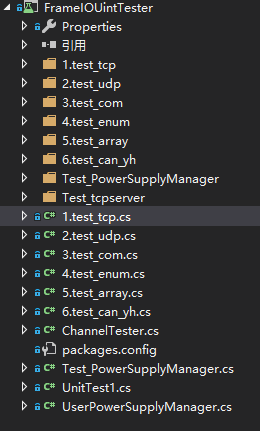 FrameIOUintTester
Properties
引用
1.test_tcp
2.test_udp
3.test_com
4.test_enum
5.test_array
6.test_can_yh
Test_PowerSupplyManager
Test_tcpserver
C# 1.test_tcp.cs
C# 2.test_udp.cs
C# 3.test_com.cs
C# 4.test_enum.cs
C# 5.test_array.cs
C# 6.test_can_yh.cs
C# ChannelTester.cs
packages.config
C# Test_PowerSupplyManager.cs
C# UnitTest1.cs
C# UserPowerSupplyManager.cs